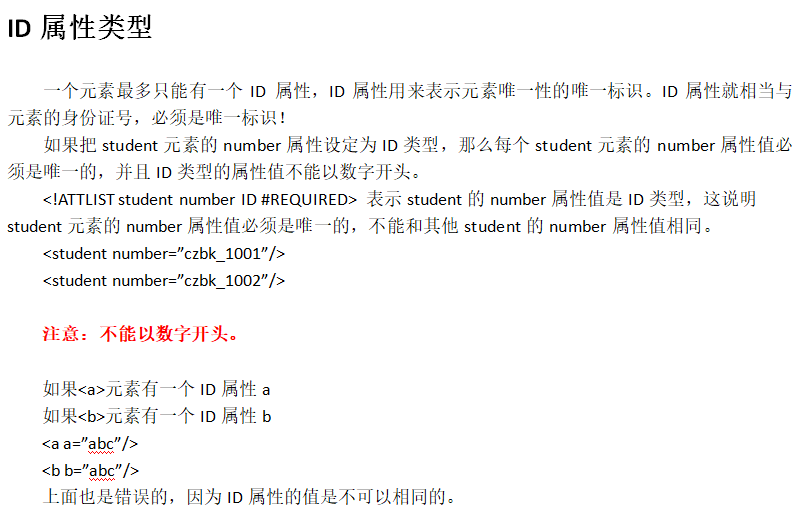 ID 属性类型
一个元素最多只能有一个 ID 属性，ID 属性用来表示元素唯一性的唯一标识。ID 属性就相当与
元素的身份证号，必须是唯一标识！
如果把 student 元素的 number 属性设定为 ID 类型，那么每个 student 元素的 number 属性值必
须是唯一的，并且 ID 类型的属性值不能以数字开头。
<!ATTLIST student number ID #REQUIRED> 表示 student 的 number 属性值是 ID 类型，这说明
student 元素的 number 属性值必须是唯一的，不能和其他 student 的 number 属性值相同。
<student number=”czbk_1001”/>
<student number=”czbk_1002”/>
注意：不能以数字开头。
如果<a>元素有一个 ID 属性 a
如果<b>元素有一个 ID 属性 b
<a a=”abc”/>
<b b=”abc”/>
上面也是错误的，因为 ID 属性的值是不可以相同的。